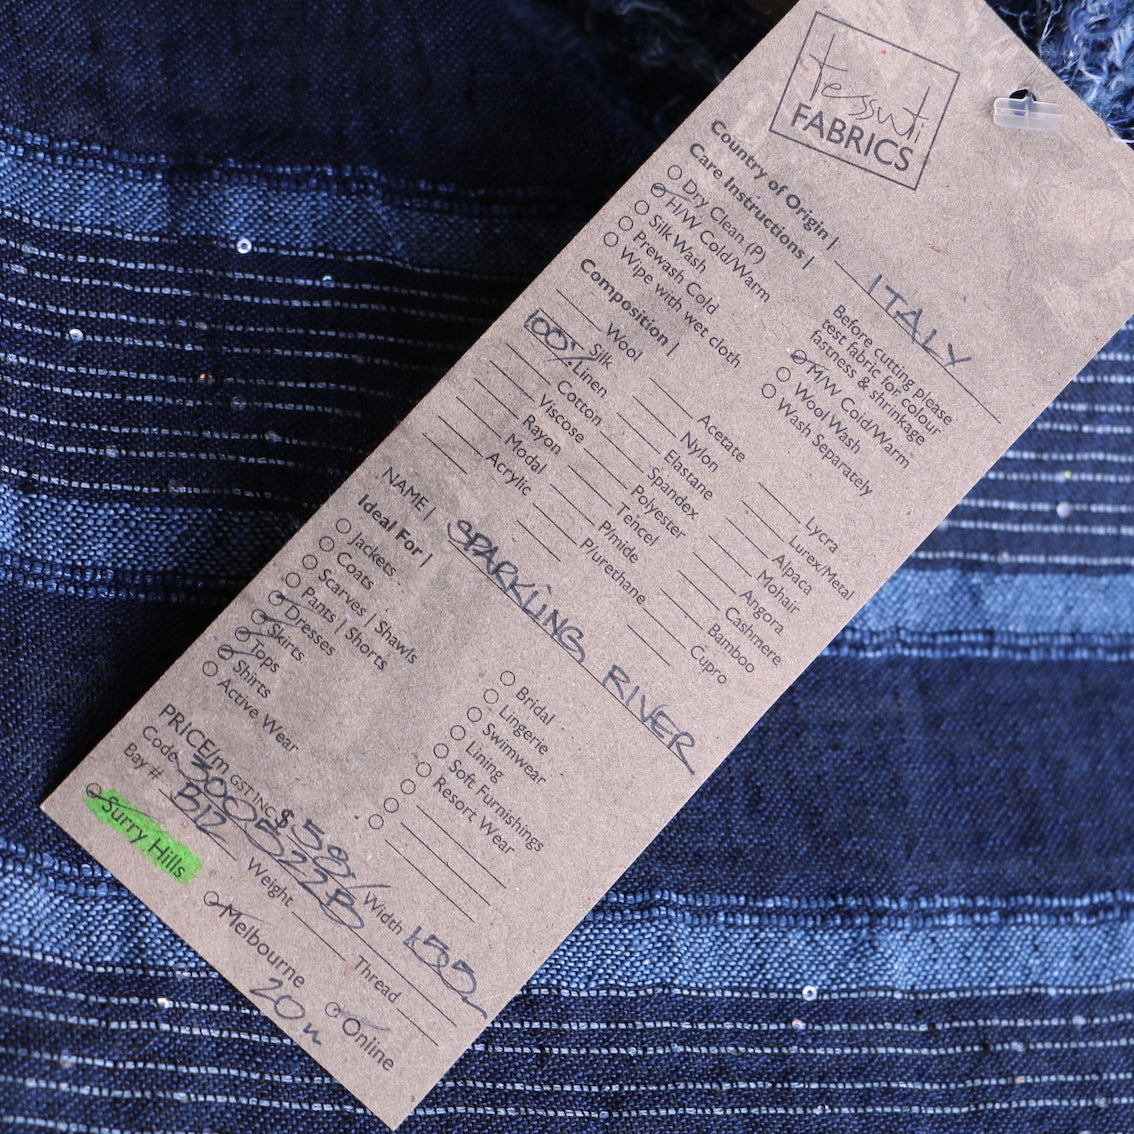 tessuti
FABRICS
Country of Origin | ITALY
Care Instructions |
Dry Clean (P)
H/W Cold/Warm
Silk Wash
Prewash Cold
Wipe with wet cloth
Before cutting please
test fabric for colour
fastness & shrinkage
M/W Cold/Warm
Wool Wash
Wash Separately
Composition |
Wool
Silk
100% Linen
Cotton
Viscose
Rayon
Modal
Acrylic
Acetate
Nylon
Elastane
Spandex
Polyester
Tencel
P/mide
P/urethane
Lycra
Lurex/Metal
Alpaca
Mohair
Angora
Cashmere
Bamboo
Cupro
NAME | SPARKLING RIVER
Ideal For |
Jackets
Coats
Scarves | Shawls
Pants | Shorts
Dresses
Skirts
Tops
Shirts
Active Wear
Bridal
Lingerie
Swimwear
Lining
Soft Furnishings
Resort Wear
PRICE/m GST INC $ 59/ Width 155
Code 300B22B Thread
Bay # B12 Weight
Surry Hills
Melbourne
Online
20m